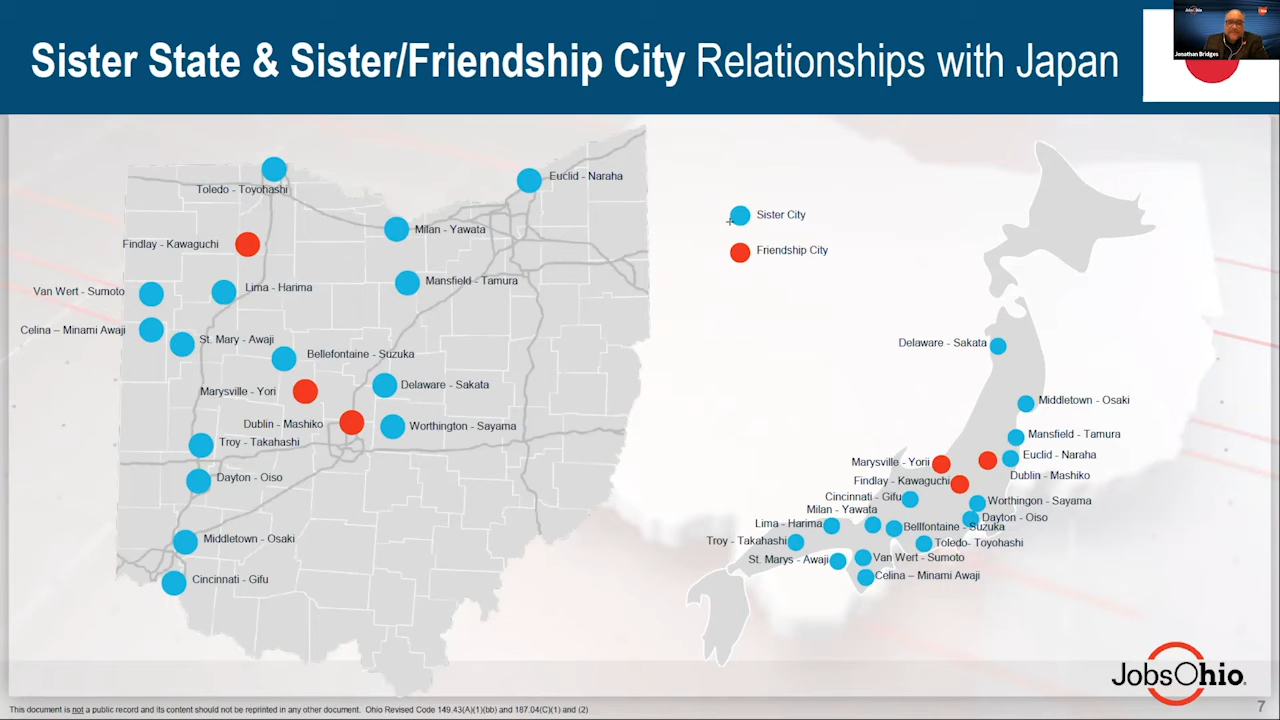 Sister State & Sister/Friendship City Relationships with Japan
JobsOhio
Jonathan Bridges
Toledo - Toyohashi
Euclid - Naharа
Milan - Yawata
Findlay - Kawaguchi
Mansfield - Tamura
Van Wert - Sumoto
Lima - Harima
Celina – Minami Awaji
St. Mary - Awaji
Bellefontaine - Suzuka
Marysville - Yori
Delaware - Sakata
Dublin - Mashiko
Worthington - Sayama
Troy - Takahashi
Dayton - Oiso
Middletown - Osaki
Cincinnati - Gifu
Sister City
Friendship City
Delaware - Sakata
Middletown - Osaki
Mansfield - Tamura
Euclid - Naraha
Marysville - Yorii
Dublin - Mashiko
Findlay - Kawaguchi
Cincinnati - Gifu
Worthingon - Sayama
Milan - Yawata
Dayton - Oiso
Lima - Harima
Bellfontaine - Suzuka
Troy - Takahashi
Toledo- Toyohashi
St. Marys - Awaji
Van Wert - Sumoto
Celina – Minami Awaji
JobsOhio.
This document is not a public record and its content should not be reprinted in any other document. Ohio Revised Code 149.43(A)(1)(bb) and 187.04(C)(1) and (2)
7